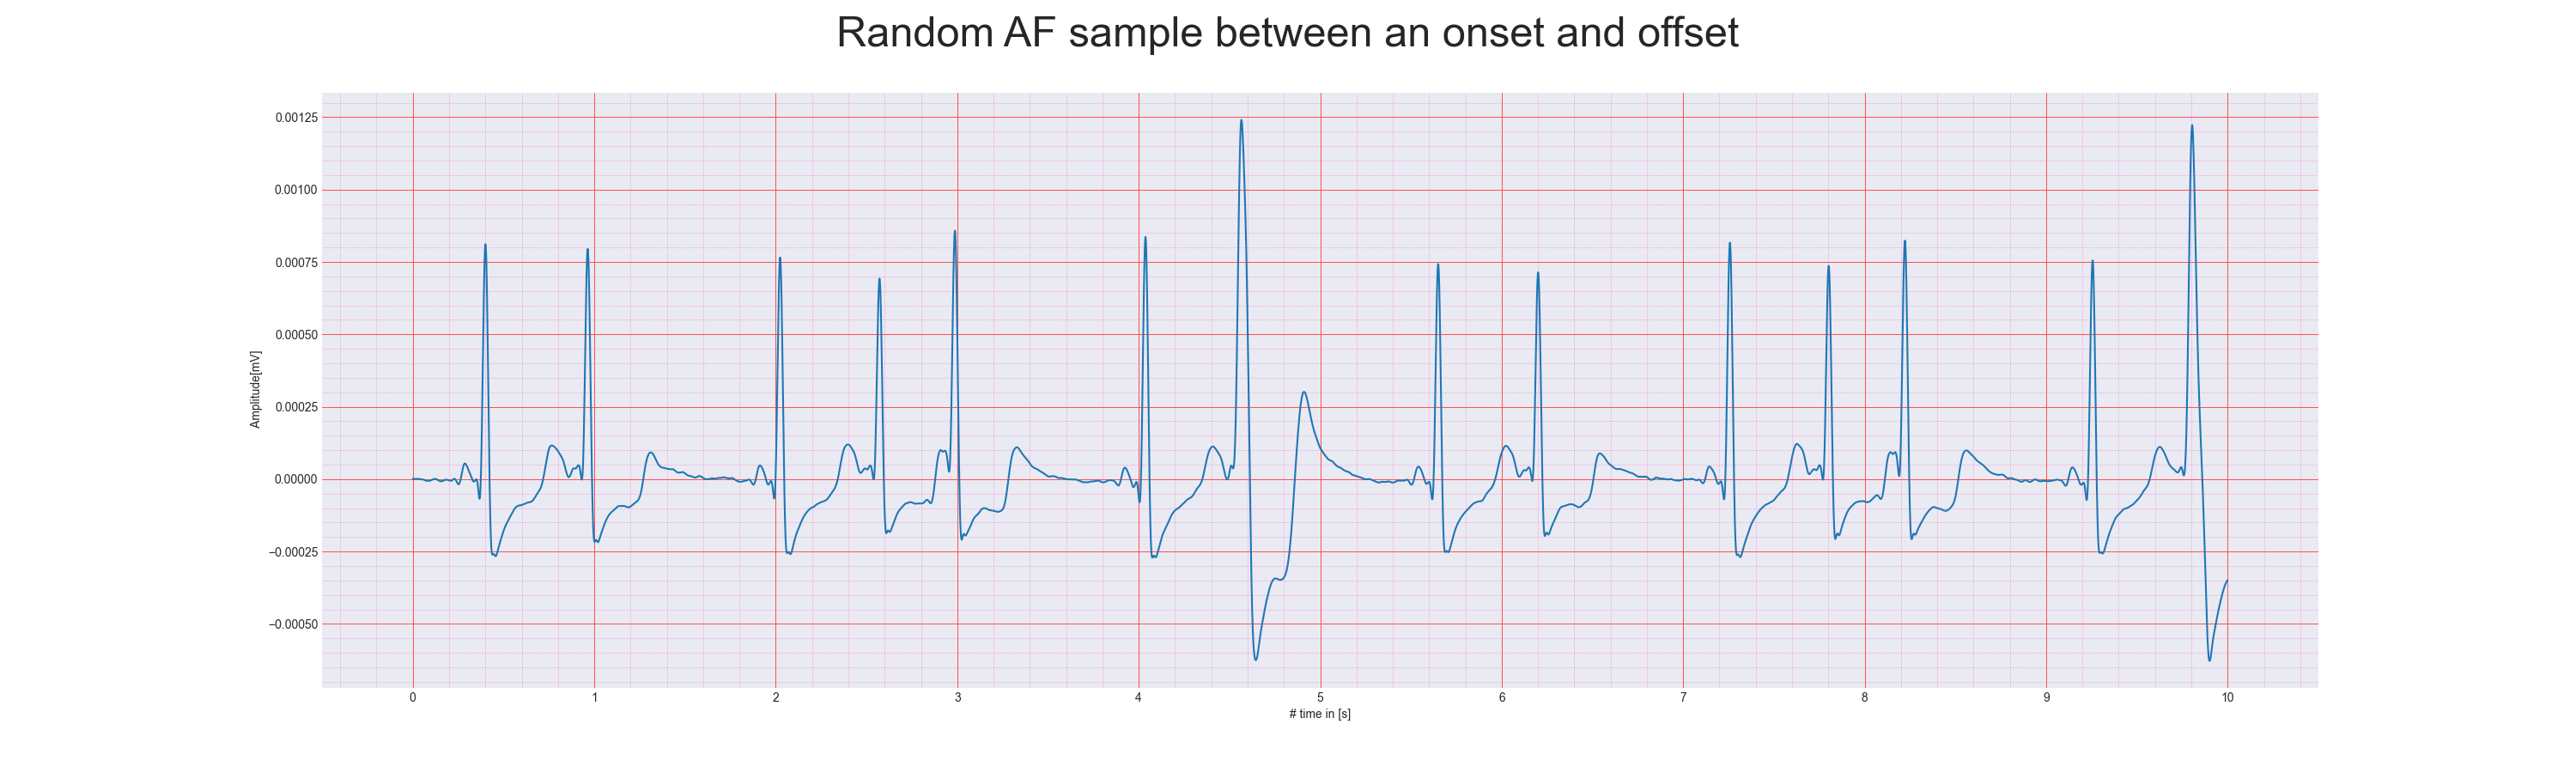 Random AF sample between an onset and offset
0.00125
0.00100
0.00075
0.00050
0.00025
0.00000
−0.00025
−0.00050
Amplitude[mV]
0 1 2 3 4 5 6 7 8 9 10
# time in [s]